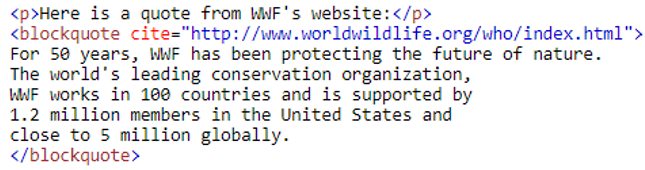 <p>Here is a quote from WWF's website:</p>
<blockquote cite="http://www.worldwildlife.org/who/index.html">
For 50 years, WWF has been protecting the future of nature.
The world's leading conservation organization,
WWF works in 100 countries and is supported by
1.2 million members in the United States and
close to 5 million globally.
</blockquote>